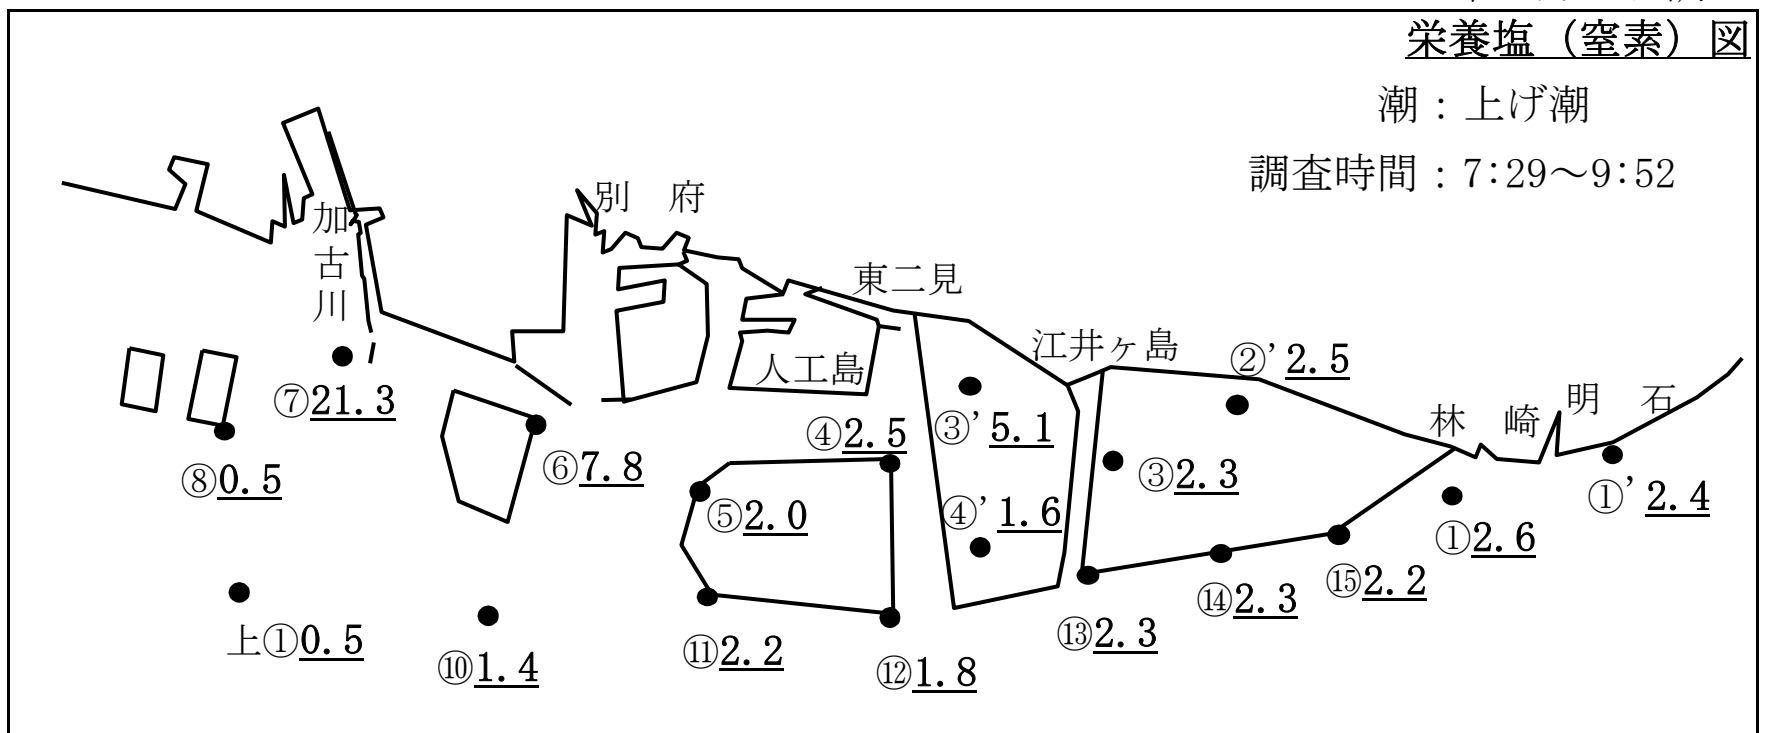 栄養塩（窒素）図
潮：上げ潮
調査時間：7:29～9:52
加古川
別 府
東二見
人工島
江井ヶ島
林 崎
明 石
②' 2.5
⑦21.3
③' 5.1
④2.5
⑥7.8
③2.3
⑧0.5
⑤2.0
④' 1.6
①' 2.4
①2.6
⑮2.2
⑭2.3
⑬2.3
上①0.5
⑩1.4
⑪2.2
⑫1.8